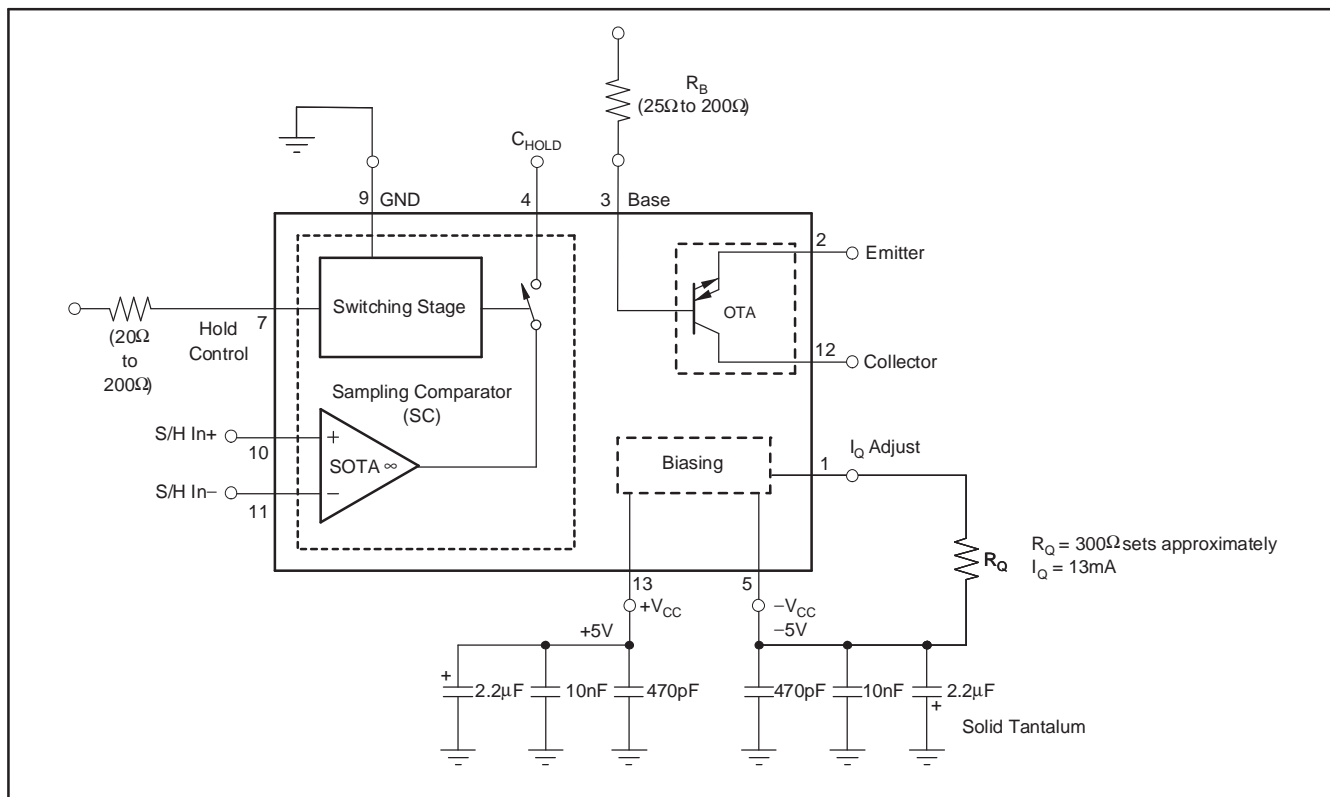 R_B
(25Ω to 200Ω)
C_HOLD
9 GND
4
3 Base
2
Emitter
Switching Stage
OTA
7
Hold
Control
(20Ω
to
200Ω)
12
Collector
Sampling Comparator
(SC)
S/H In+
10
+
SOTA ∞
−
S/H In−
11
Biasing
1
I_Q Adjust
R_Q
R_Q = 300Ω sets approximately
I_Q = 13mA
13
5
+V_CC
−V_CC
+5V
−5V
+
2.2µF
10nF
470pF
470pF
10nF
2.2µF
+
Solid Tantalum